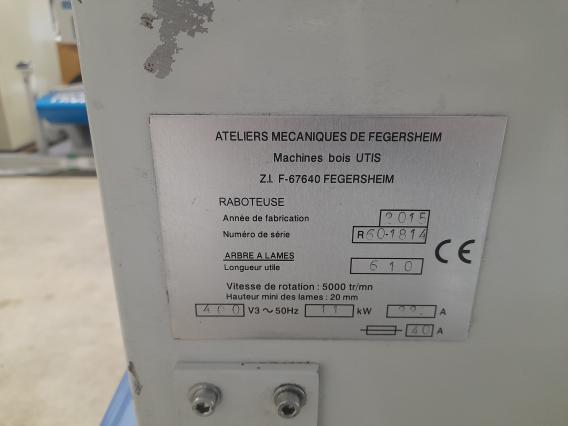 ATELIERS MECANIQUES DE FEGERSHEIM
Machines bois UTIS
Z.I. F-67640 FEGERSHEIM
RABOTEUSE
Année de fabrication 2015
Numéro de série R60-1814
ARBRE A LAMES
Longueur utile 610
CE
Vitesse de rotation : 5000 tr/mn
Hauteur mini des lames : 20 mm
400 V3 ~ 50Hz 11 kW 22 A
40 A